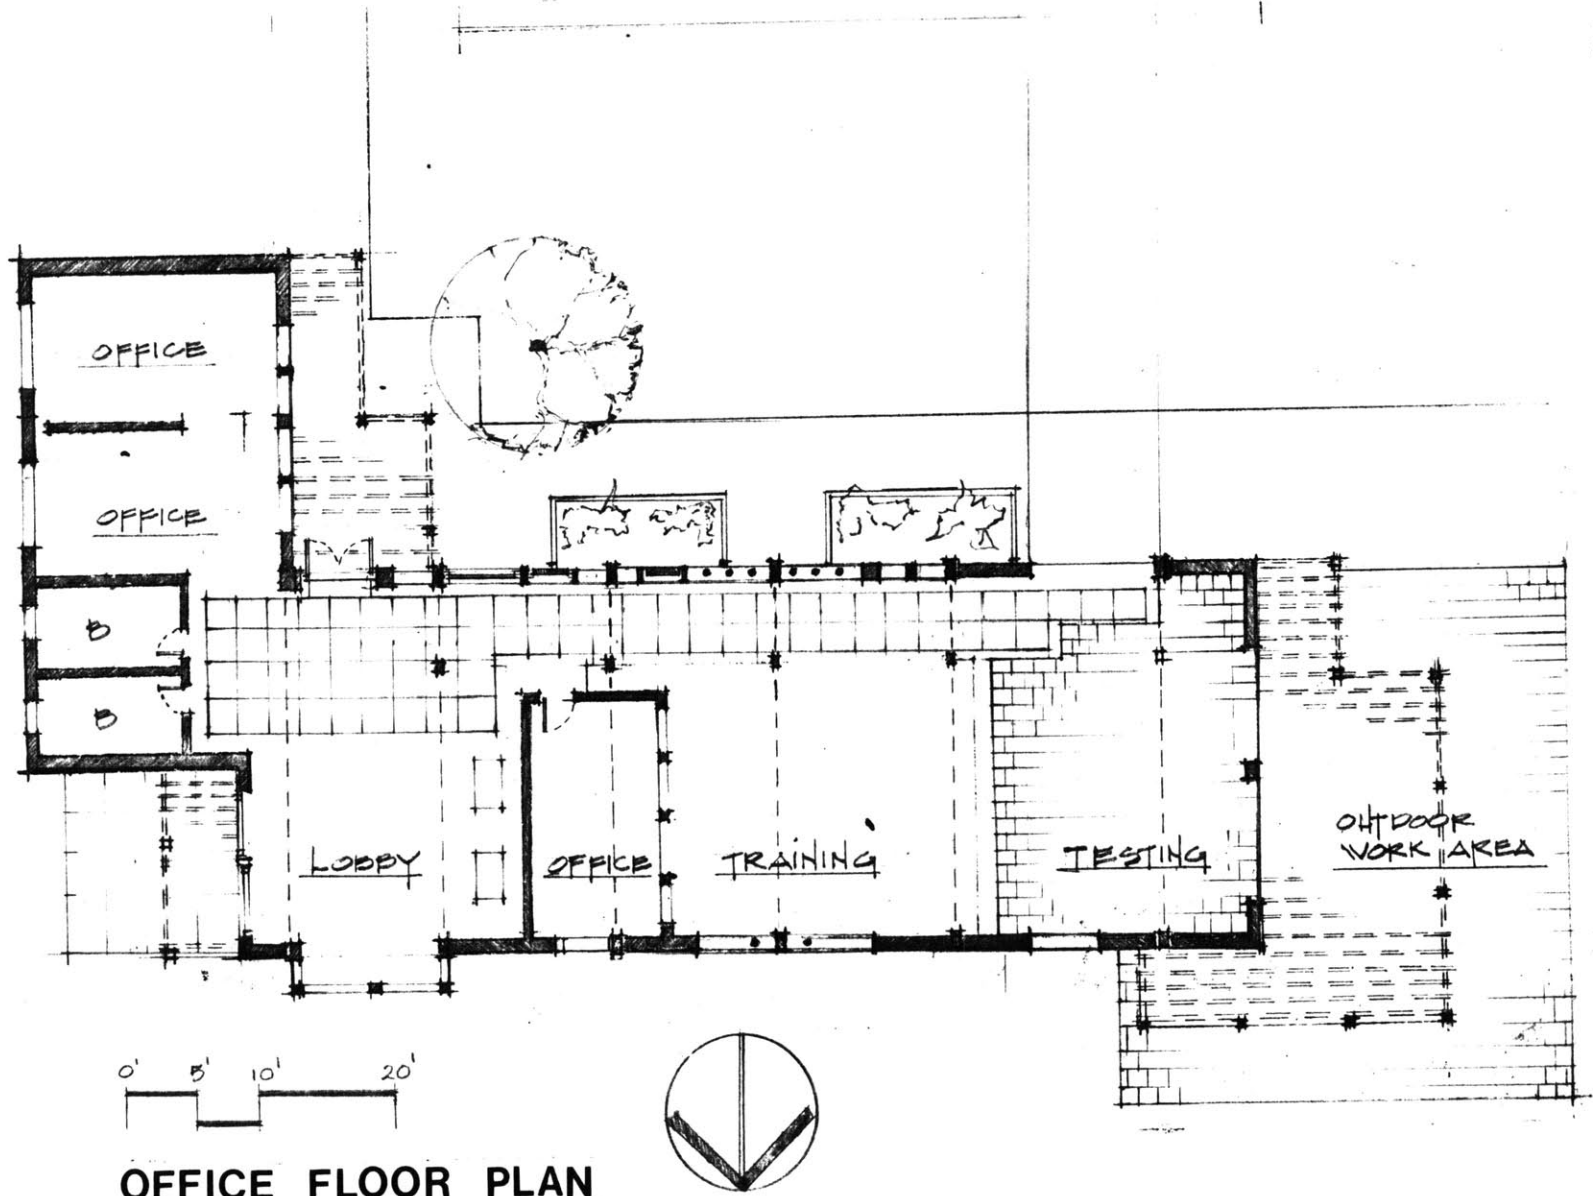 OFFICE
OFFICE
B
B
LOBBY
OFFICE
TRAINING
TESTING
OUTDOOR
WORK AREA
0' 5' 10' 20'
OFFICE FLOOR PLAN